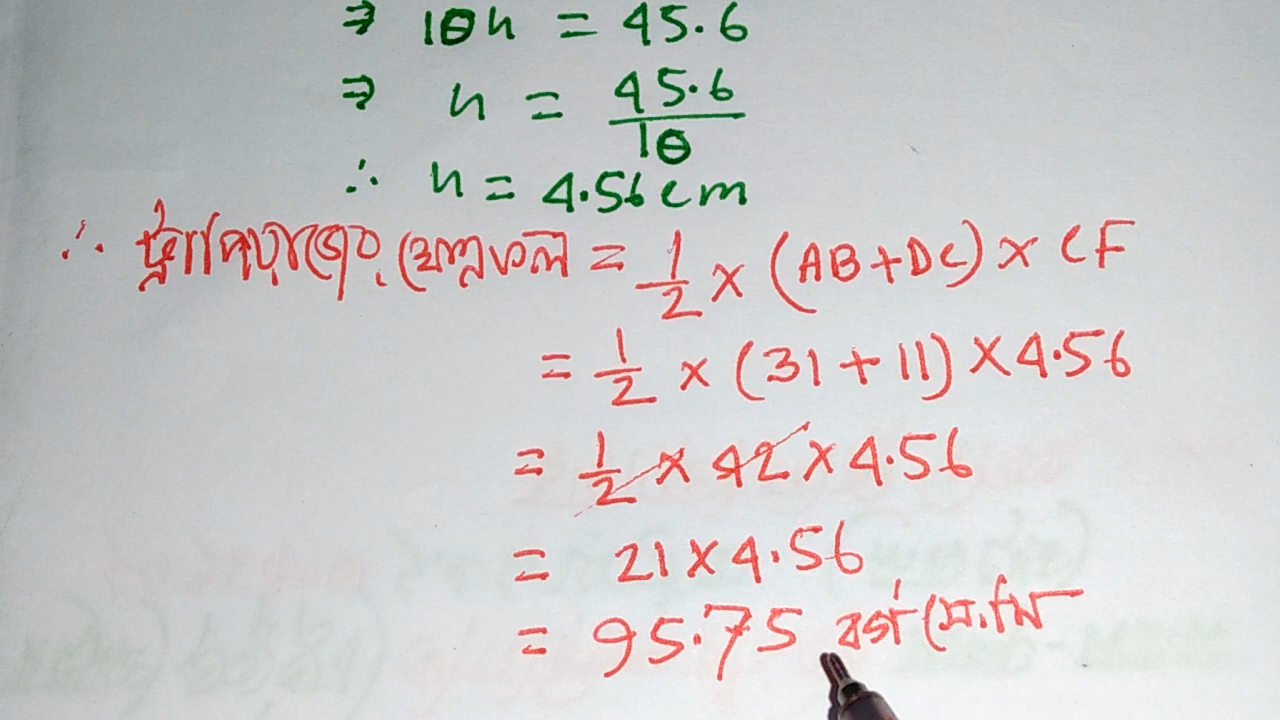 ⇒ 10h = 45.6
⇒ h = 45.6/10
∴ h = 4.56 cm
∴ ট্রাপিজিয়ামের ক্ষেত্রফল = 1/2 × (AB+DC) × CF
= 1/2 × (31+11) × 4.56
= 1/2 × 42 × 4.56
= 21 × 4.56
= 95.75 বর্গ সে.মি